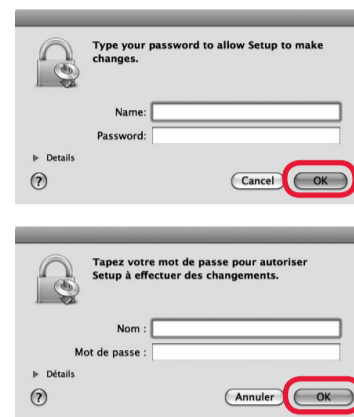 Type your password to allow Setup to make
changes.
Name:
Password:
Details
?
Cancel
OK
Tapez votre mot de passe pour autoriser
Setup à effectuer des changements.
Nom :
Mot de passe :
Détails
?
Annuler
OK